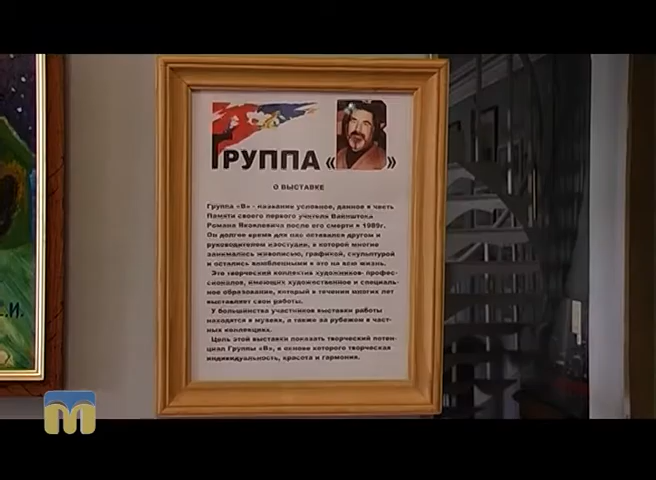 ГРУППА « »
О ВЫСТАВКЕ
Группа «В» - название условное, данное в честь
Памяти своего первого учителя Вайнштока
Романа Яковлевича после его смерти в 1989г.
Он долгое время для нас оставался другом и
руководителем изостудии, в которой многие
занимались живописью, графикой, скульптурой
и остались влюбленными в это на всю жизнь.
Это творческий коллектив художников- профес-
сионалов, имеющих художественное и специаль-
ное образование, который в течении многих лет
выставляет свои работы.
У большинства участников выставки работы
находятся в музеях, а также за рубежом в част-
ных коллекциях.
Цель этой выставки показать творческий потен-
циал Группы «В», в основе которого творческая
индивидуальность, красота и гармония.
.И.